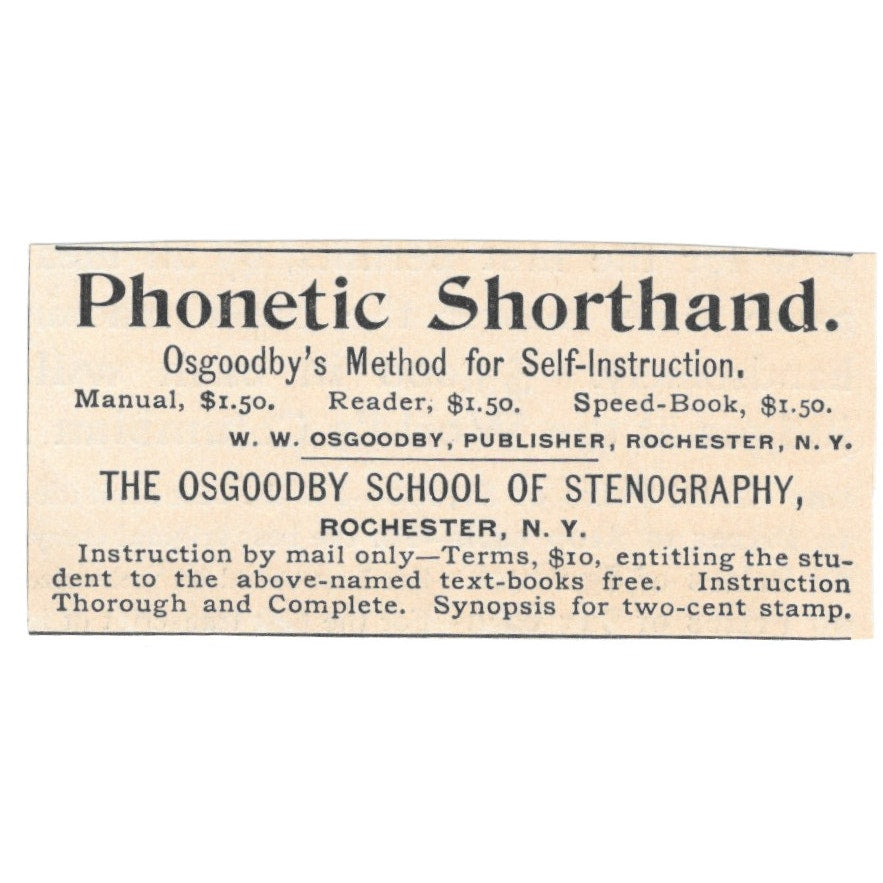 Phonetic Shorthand.
Osgoodby's Method for Self-Instruction.
Manual, $1.50. Reader, $1.50. Speed-Book, $1.50.
W. W. OSGOODBY, PUBLISHER, ROCHESTER, N. Y.
THE OSGOODBY SCHOOL OF STENOGRAPHY,
ROCHESTER, N. Y.
Instruction by mail only—Terms, $10, entitling the stu-
dent to the above-named text-books free. Instruction
Thorough and Complete. Synopsis for two-cent stamp.